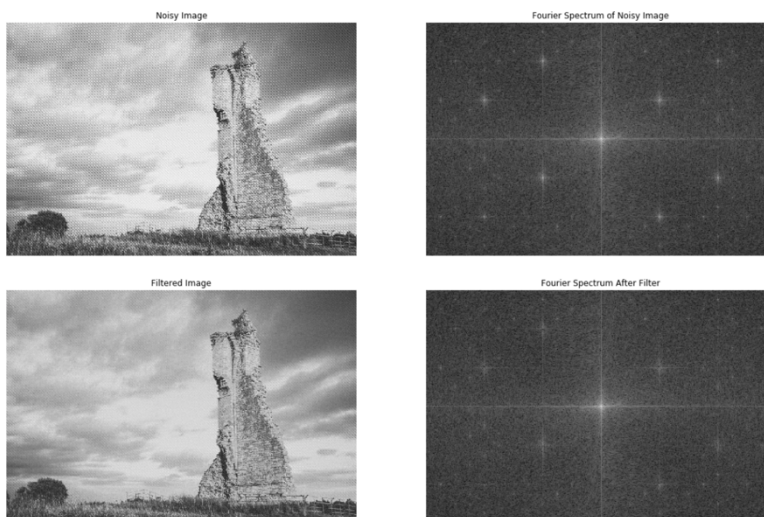 Noisy Image
Fourier Spectrum of Noisy Image
Filtered Image
Fourier Spectrum After Filter